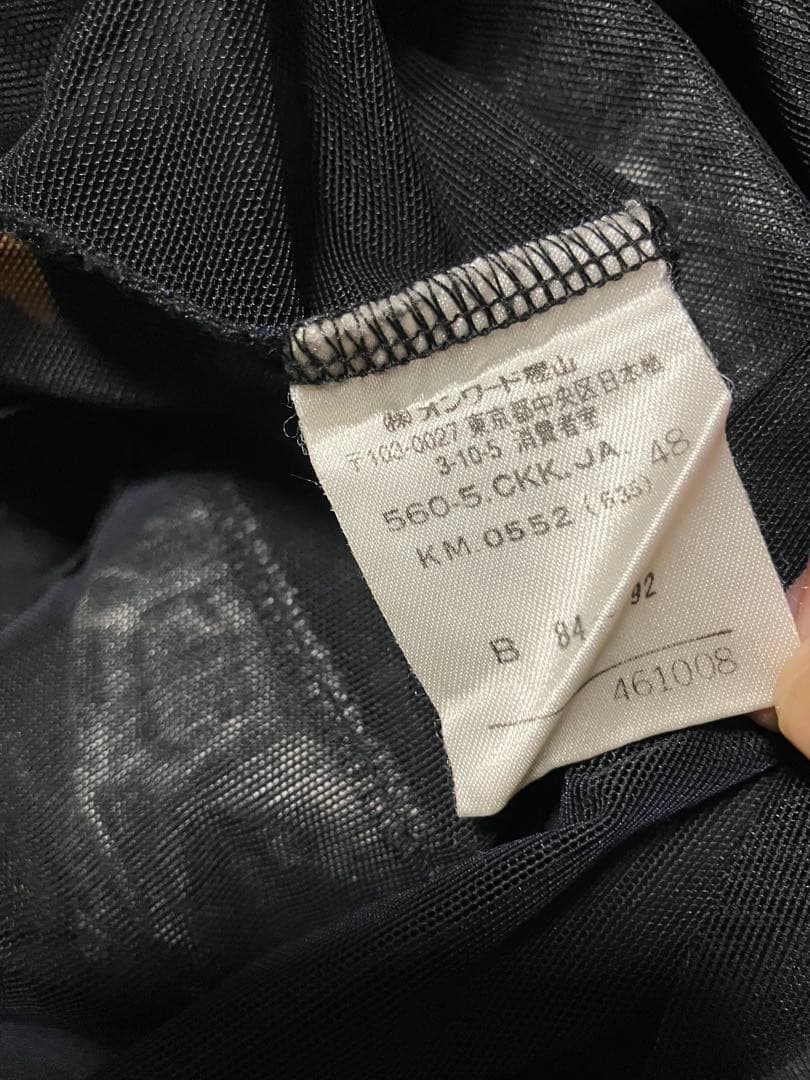 ㈱オンワード樫山
〒103-0027 東京都中央区日本橋
3-10-5 消費者室
560-5.CKK.JA. 48
KM.0552 (635)
B 84 - 92
461008